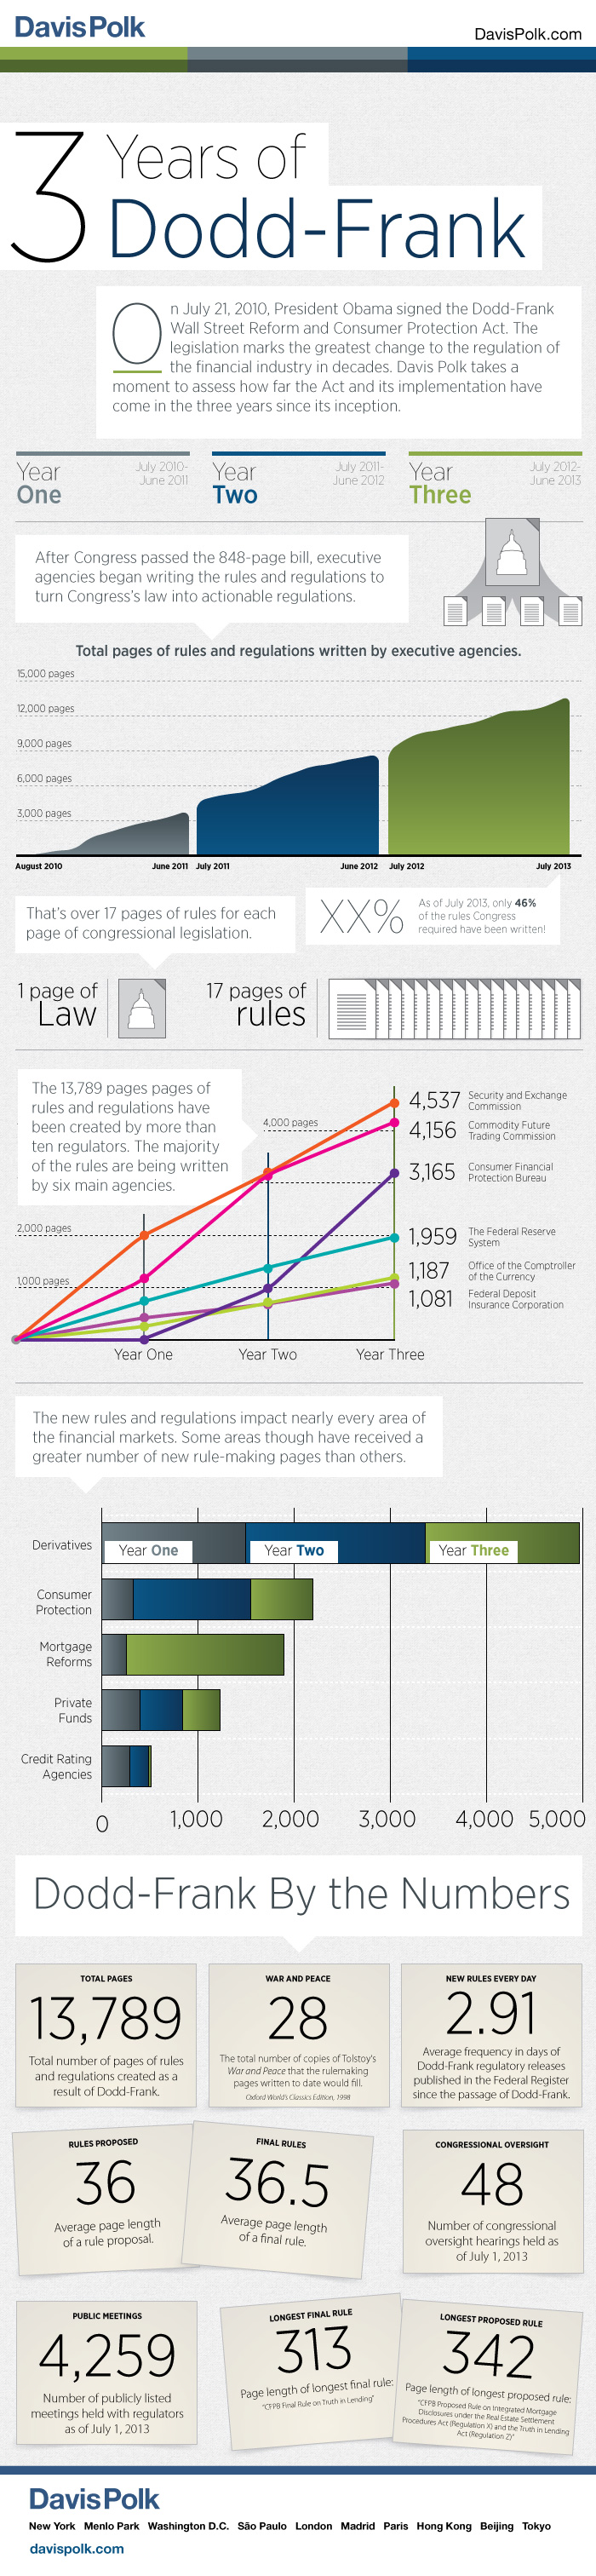 DavisPolk
DavisPolk.com
3 Years of
Dodd-Frank
On July 21, 2010, President Obama signed the Dodd-Frank
Wall Street Reform and Consumer Protection Act. The
legislation marks the greatest change to the regulation of
the financial industry in decades. Davis Polk takes a
moment to assess how far the Act and its implementation have
come in the three years since its inception.
Year One
July 2010-
June 2011
Year Two
July 2011-
June 2012
Year Three
July 2012-
June 2013
After Congress passed the 848-page bill, executive
agencies began writing the rules and regulations to
turn Congress's law into actionable regulations.
Total pages of rules and regulations written by executive agencies.
15,000 pages
12,000 pages
9,000 pages
6,000 pages
3,000 pages
August 2010
June 2011
July 2011
June 2012
July 2012
July 2013
That's over 17 pages of rules for each
page of congressional legislation.
XX%
As of July 2013, only 46%
of the rules Congress
required have been written!
1 page of
Law
17 pages of
rules
The 13,789 pages pages of
rules and regulations have
been created by more than
ten regulators. The majority
of the rules are being written
by six main agencies.
4,000 pages
2,000 pages
1,000 pages
4,537 Security and Exchange
Commission
4,156 Commodity Future
Trading Commission
3,165 Consumer Financial
Protection Bureau
1,959 The Federal Reserve
System
1,187 Office of the Comptroller
of the Currency
1,081 Federal Deposit
Insurance Corporation
Year One
Year Two
Year Three
The new rules and regulations impact nearly every area of
the financial markets. Some areas though have received a
greater number of new rule-making pages than others.
Derivatives
Year One
Year Two
Year Three
Consumer
Protection
Mortgage
Reforms
Private
Funds
Credit Rating
Agencies
0
1,000
2,000
3,000
4,000
5,000
Dodd-Frank By the Numbers
TOTAL PAGES
13,789
Total number of pages of rules
and regulations created as a
result of Dodd-Frank.
WAR AND PEACE
28
The total number of copies of Tolstoy's
War and Peace that the rulemaking
pages written to date would fill.
Oxford World's Classics Edition, 1998
NEW RULES EVERY DAY
2.91
Average frequency in days of
Dodd-Frank regulatory releases
published in the Federal Register
since the passage of Dodd-Frank.
RULES PROPOSED
36
Average page length
of a rule proposal.
FINAL RULES
36.5
Average page length
of a final rule.
CONGRESSIONAL OVERSIGHT
48
Number of congressional
oversight hearings held as
of July 1, 2013
PUBLIC MEETINGS
4,259
Number of publicly listed
meetings held with regulators
as of July 1, 2013
LONGEST FINAL RULE
313
Page length of longest final rule:
"CFPB Final Rule on Truth in Lending"
LONGEST PROPOSED RULE
342
Page length of longest proposed rule:
"CFPB Proposed Rule on Integrated Mortgage
Disclosures under the Real Estate Settlement
Procedures Act (Regulation X) and the Truth in Lending
Act (Regulation Z)"
DavisPolk
New York Menlo Park Washington D.C. São Paulo London Madrid Paris Hong Kong Beijing Tokyo
davispolk.com